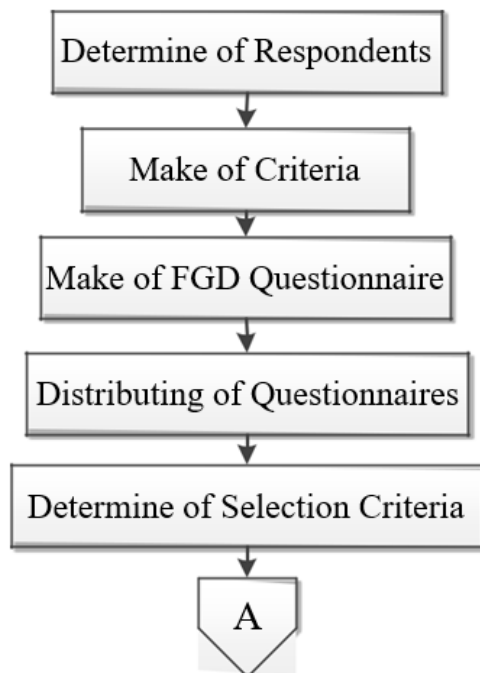 Determine of Respondents
Make of Criteria
Make of FGD Questionnaire
Distributing of Questionnaires
Determine of Selection Criteria
A